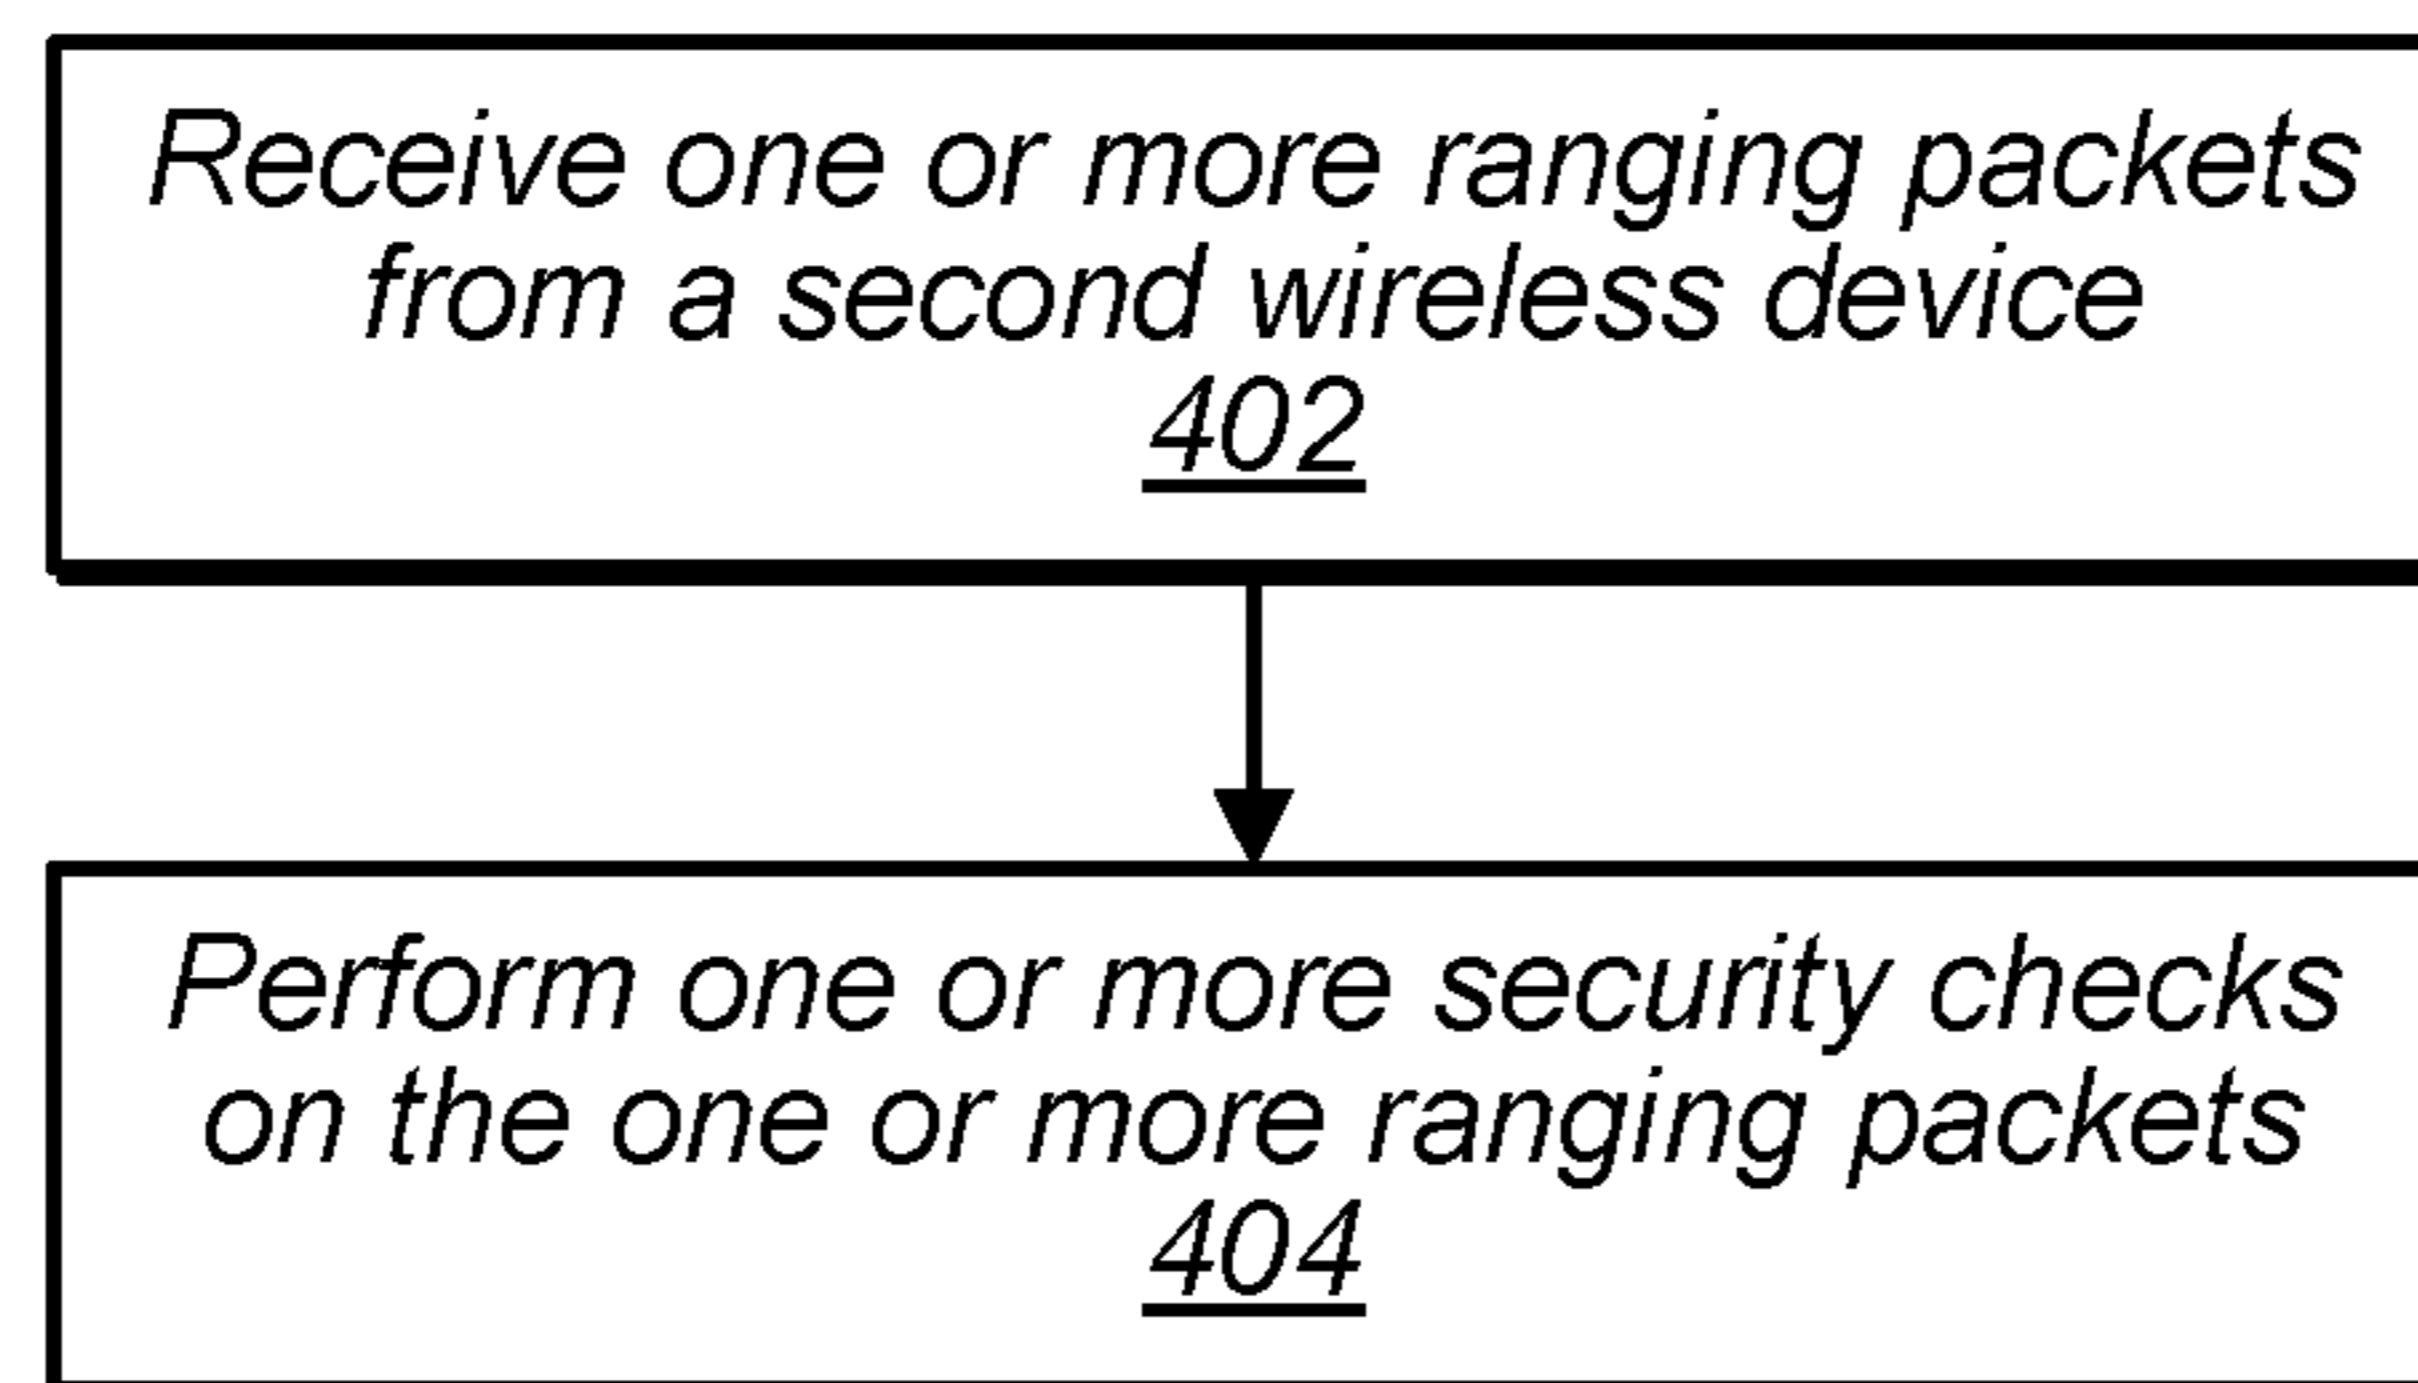 Receive one or more ranging packets
from a second wireless device
402
Perform one or more security checks
on the one or more ranging packets
404